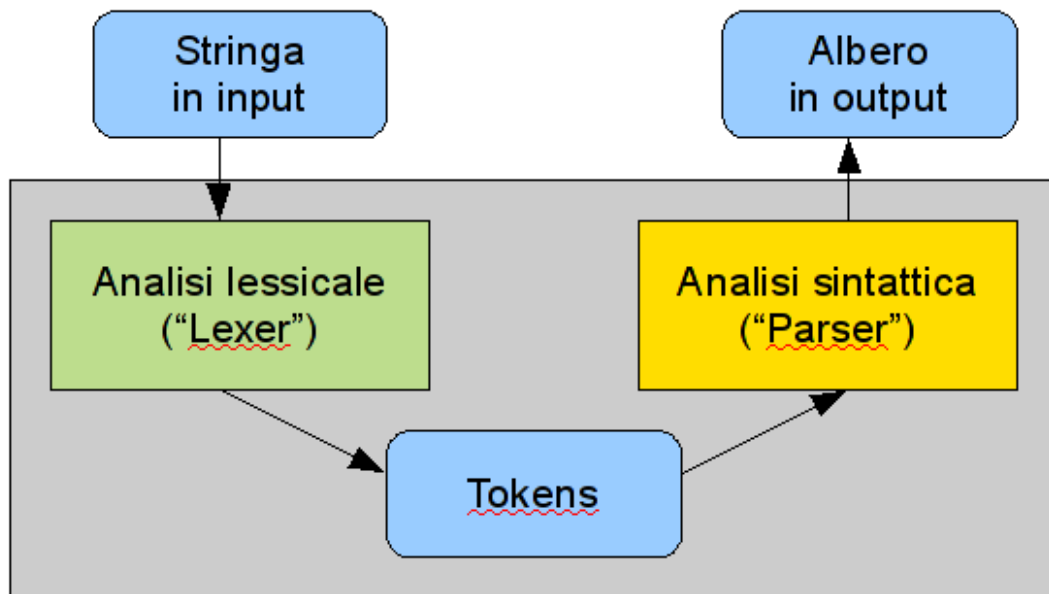 Stringa
in input
Albero
in output
Analisi lessicale
(“Lexer”)
Analisi sintattica
(“Parser”)
Tokens